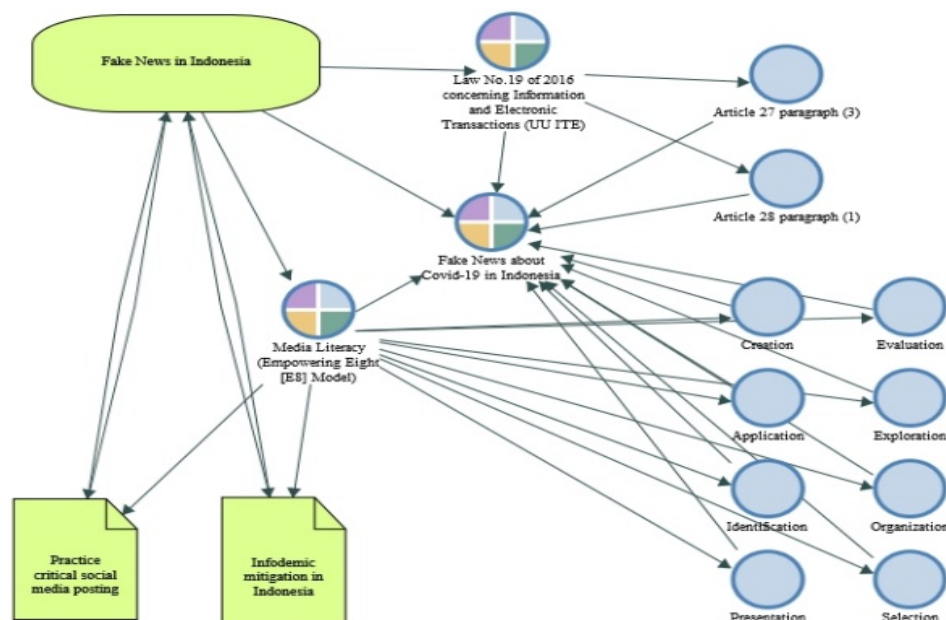 Fake News in Indonesia
Law No.19 of 2016
concerning Information
and Electronic
Transactions (UU ITE)
Article 27 paragraph (3)
Article 28 paragraph (1)
Fake News about
Covid-19 in Indonesia
Media Literacy
(Empowering Eight
[E8] Model)
Creation
Evaluation
Application
Exploration
Identification
Organization
Presentation
Selection
Practice
critical social
media posting
Infodemic
mitigation in
Indonesia